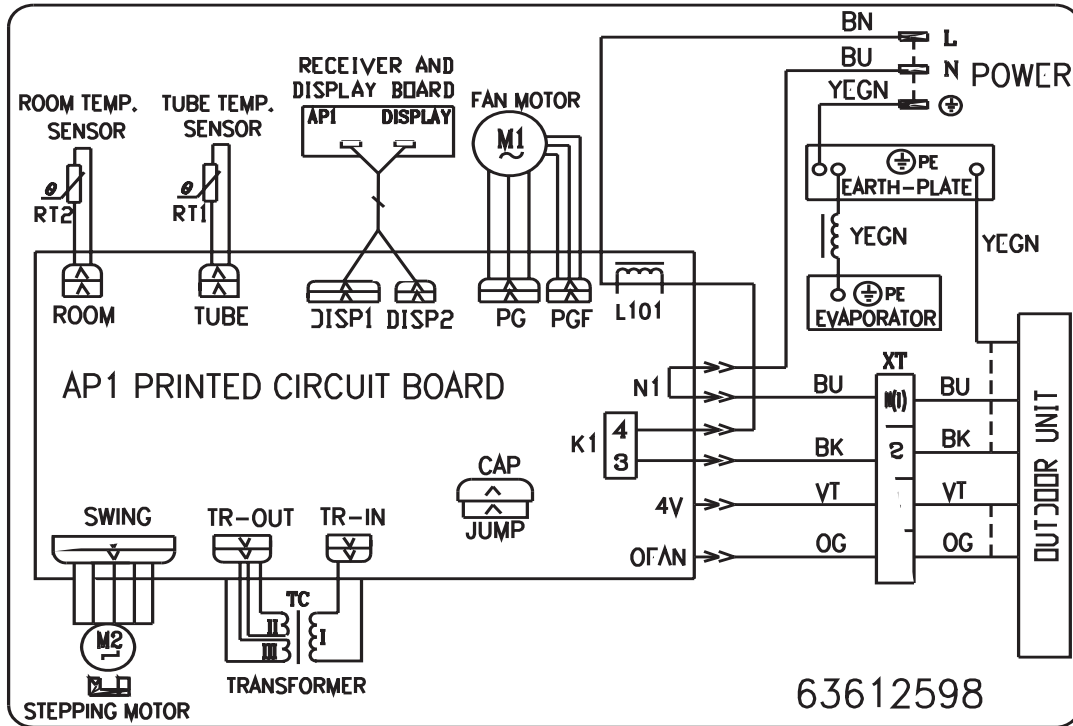 BN
L
BU
N
POWER
YEGN
RECEIVER AND
DISPLAY BOARD
AP1 DISPLAY
ROOM TEMP.
SENSOR
TUBE TEMP.
SENSOR
FAN MOTOR
M1
~
θ
RT2
θ
RT1
PE
EARTH-PLATE
YEGN
YEGN
PE
EVAPORATOR
ROOM
TUBE
DISP1
DISP2
PG
PGF
L101
AP1 PRINTED CIRCUIT BOARD
XT
N1
BU
N(1)
BU
K1
4
3
BK
2
BK
4V
VT
VT
OFAN
OG
OG
OUTDOOR UNIT
CAP
JUMP
SWING
TR-OUT
TR-IN
TC
II
III
I
M2
TRANSFORMER
STEPPING MOTOR
63612598